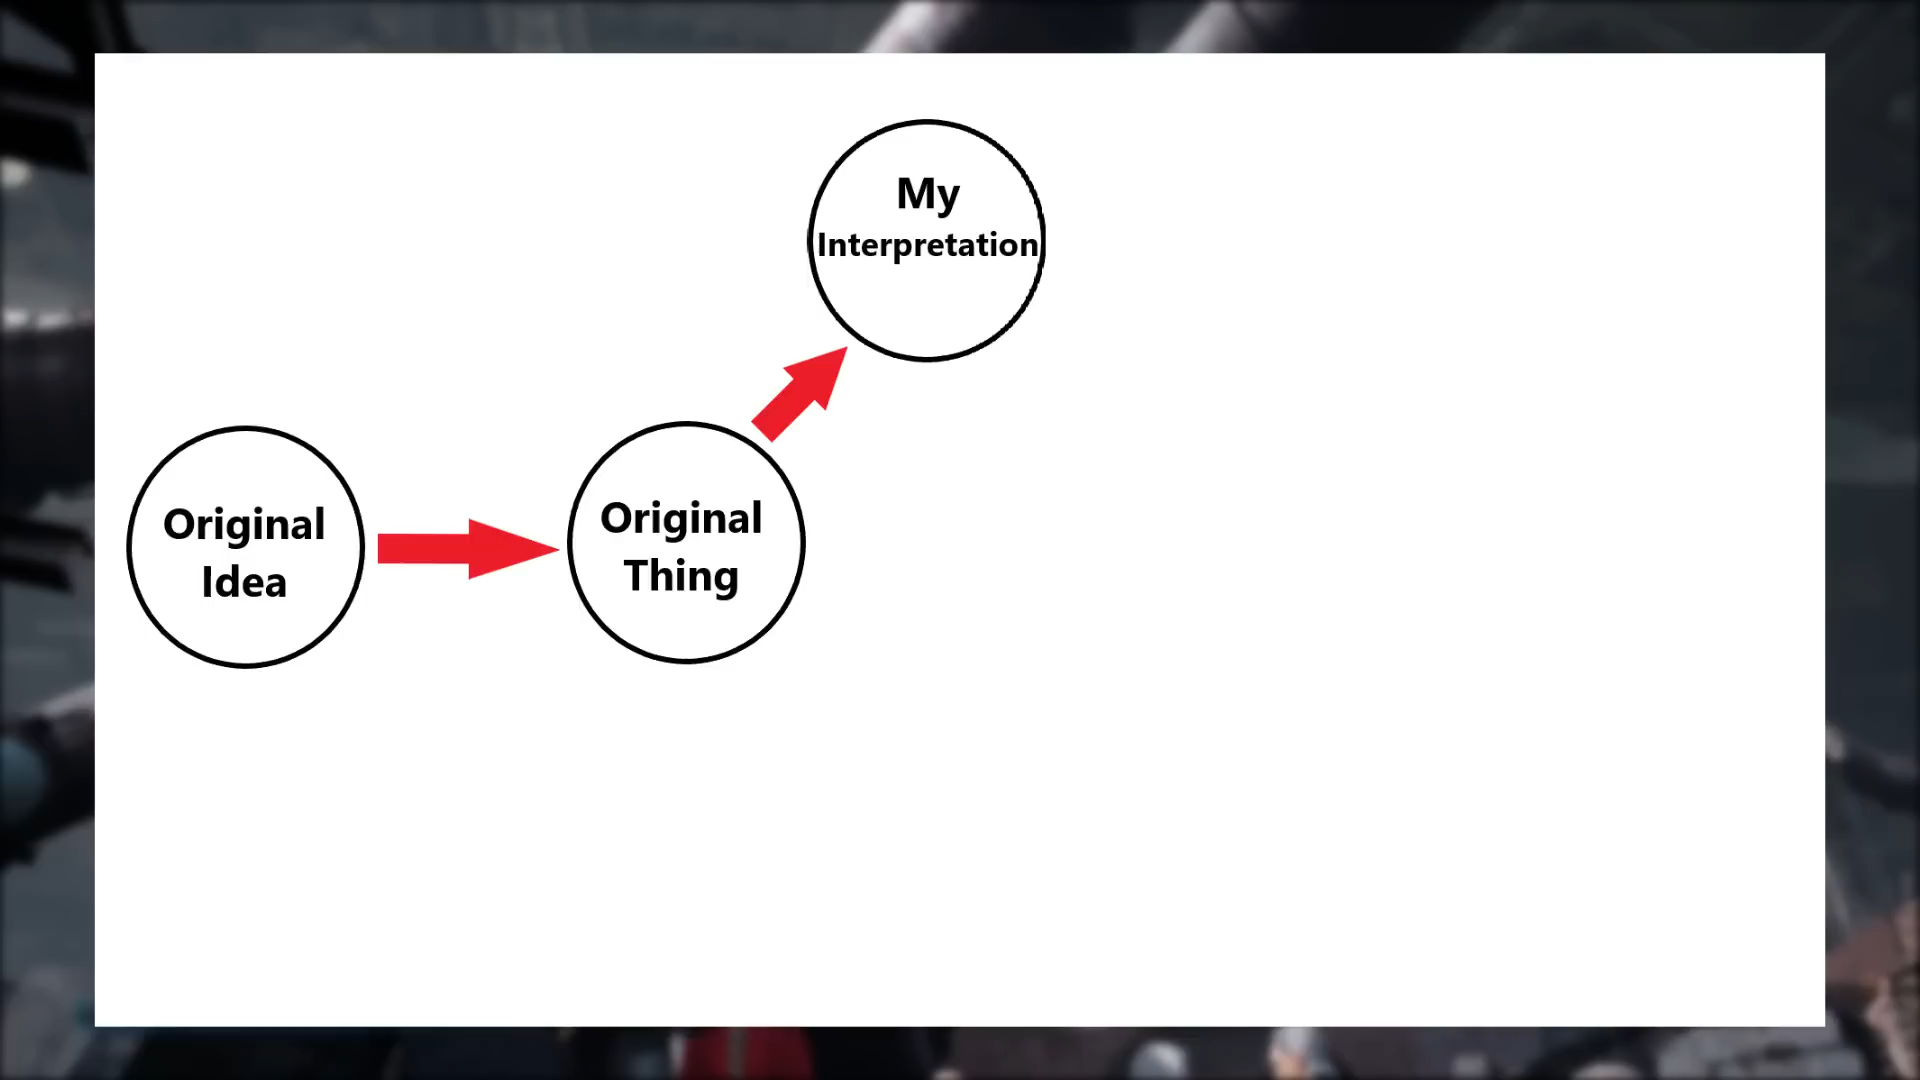 My
Interpretation
Original
Idea
Original
Thing